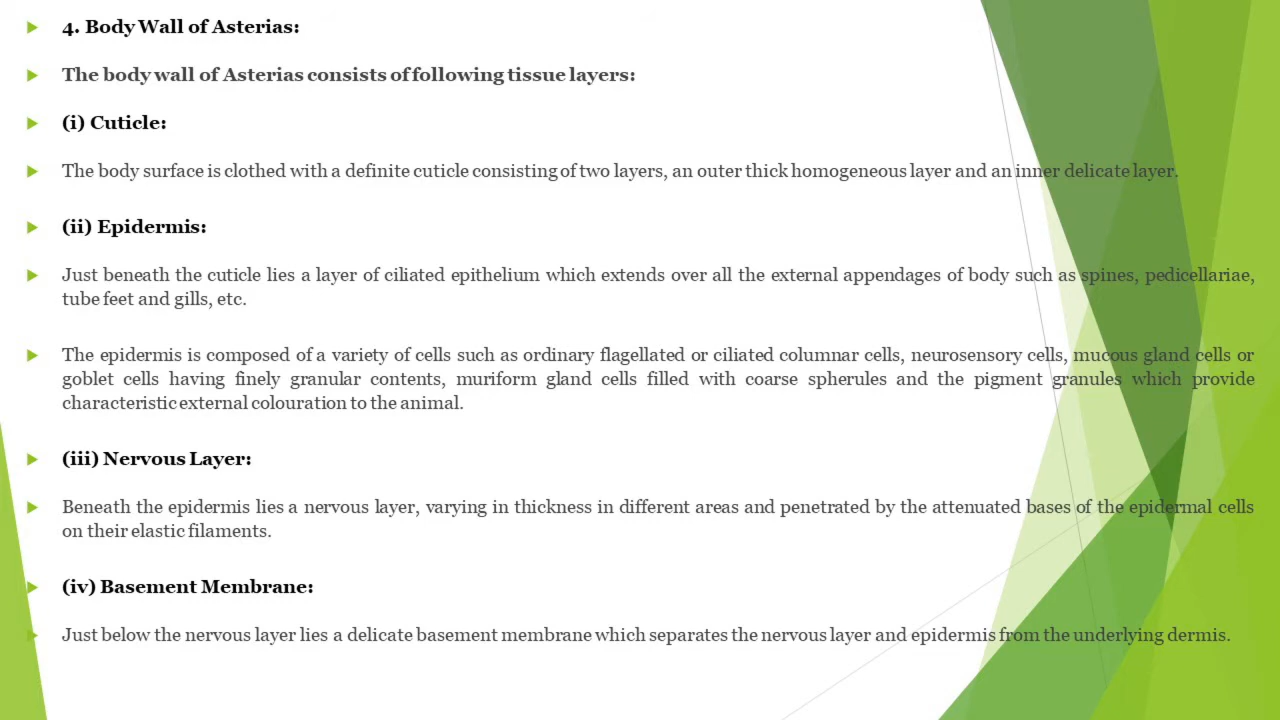 4. Body Wall of Asterias:
The body wall of Asterias consists of following tissue layers:
(i) Cuticle:
The body surface is clothed with a definite cuticle consisting of two layers, an outer thick homogeneous layer and an inner delicate layer.
(ii) Epidermis:
Just beneath the cuticle lies a layer of ciliated epithelium which extends over all the external appendages of body such as spines, pedicellariae,
tube feet and gills, etc.
The epidermis is composed of a variety of cells such as ordinary flagellated or ciliated columnar cells, neurosensory cells, mucous gland cells or
goblet cells having finely granular contents, muriform gland cells filled with coarse spherules and the pigment granules which provide
characteristic external colouration to the animal.
(iii) Nervous Layer:
Beneath the epidermis lies a nervous layer, varying in thickness in different areas and penetrated by the attenuated bases of the epidermal cells
on their elastic filaments.
(iv) Basement Membrane:
Just below the nervous layer lies a delicate basement membrane which separates the nervous layer and epidermis from the underlying dermis.